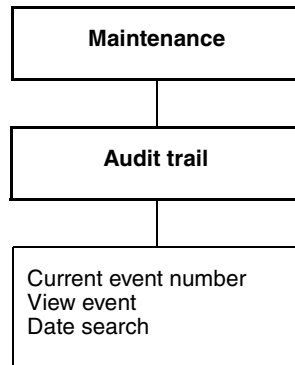 Maintenance
Audit trail
Current event number
View event
Date search